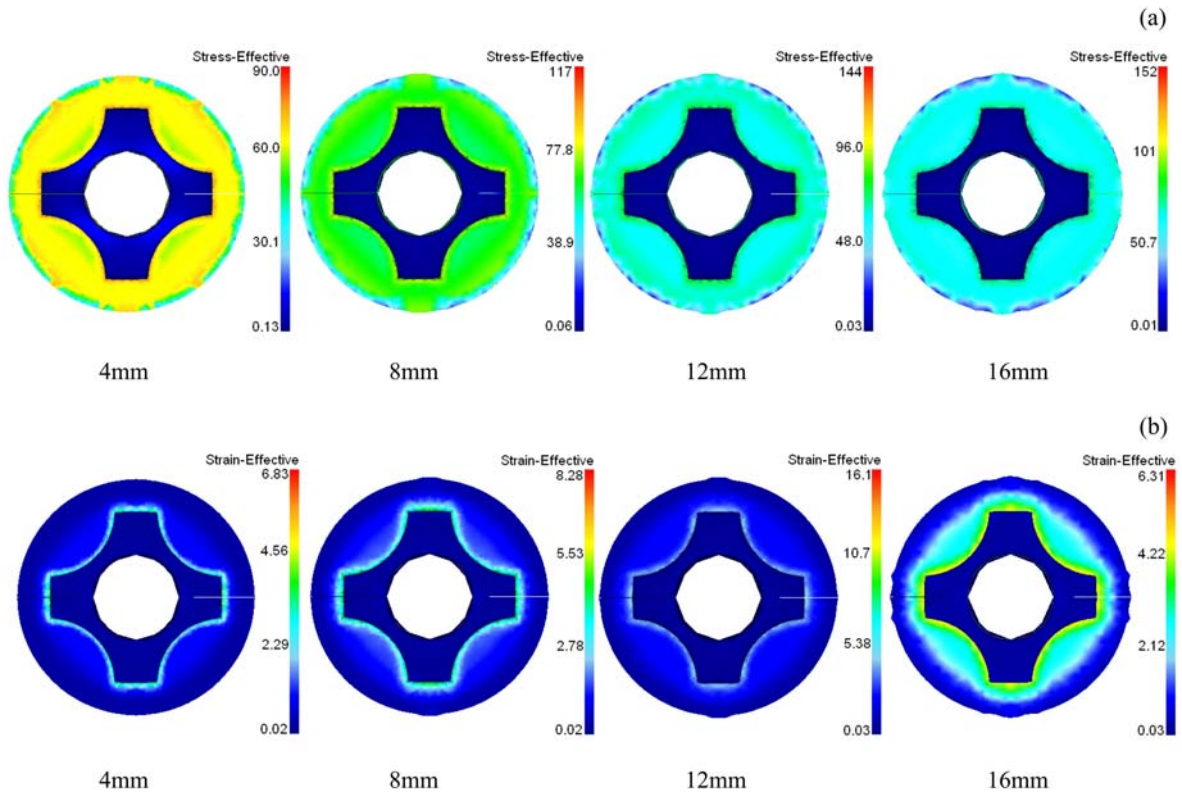 (a)
Stress-Effective
90.0
60.0
30.1
0.13
Stress-Effective
117
77.8
38.9
0.06
Stress-Effective
144
96.0
48.0
0.03
Stress-Effective
152
101
50.7
0.01
4mm
8mm
12mm
16mm
(b)
Strain-Effective
6.83
4.56
2.29
0.02
Strain-Effective
8.28
5.53
2.78
0.02
Strain-Effective
16.1
10.7
5.38
0.03
Strain-Effective
6.31
4.22
2.12
0.03
4mm
8mm
12mm
16mm